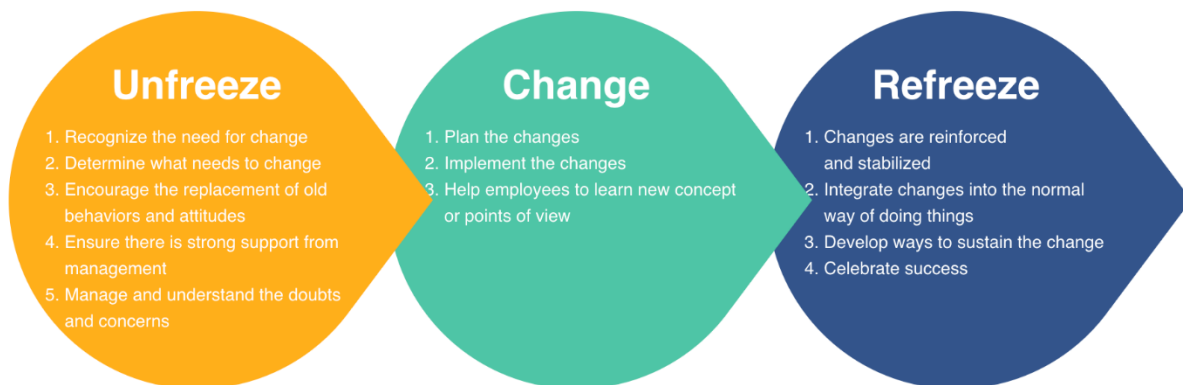 Unfreeze
1. Recognize the need for change
2. Determine what needs to change
3. Encourage the replacement of old
behaviors and attitudes
4. Ensure there is strong support from
management
5. Manage and understand the doubts
and concerns
Change
1. Plan the changes
2. Implement the changes
3. Help employees to learn new concept
or points of view
Refreeze
1. Changes are reinforced
and stabilized
2. Integrate changes into the normal
way of doing things
3. Develop ways to sustain the change
4. Celebrate success